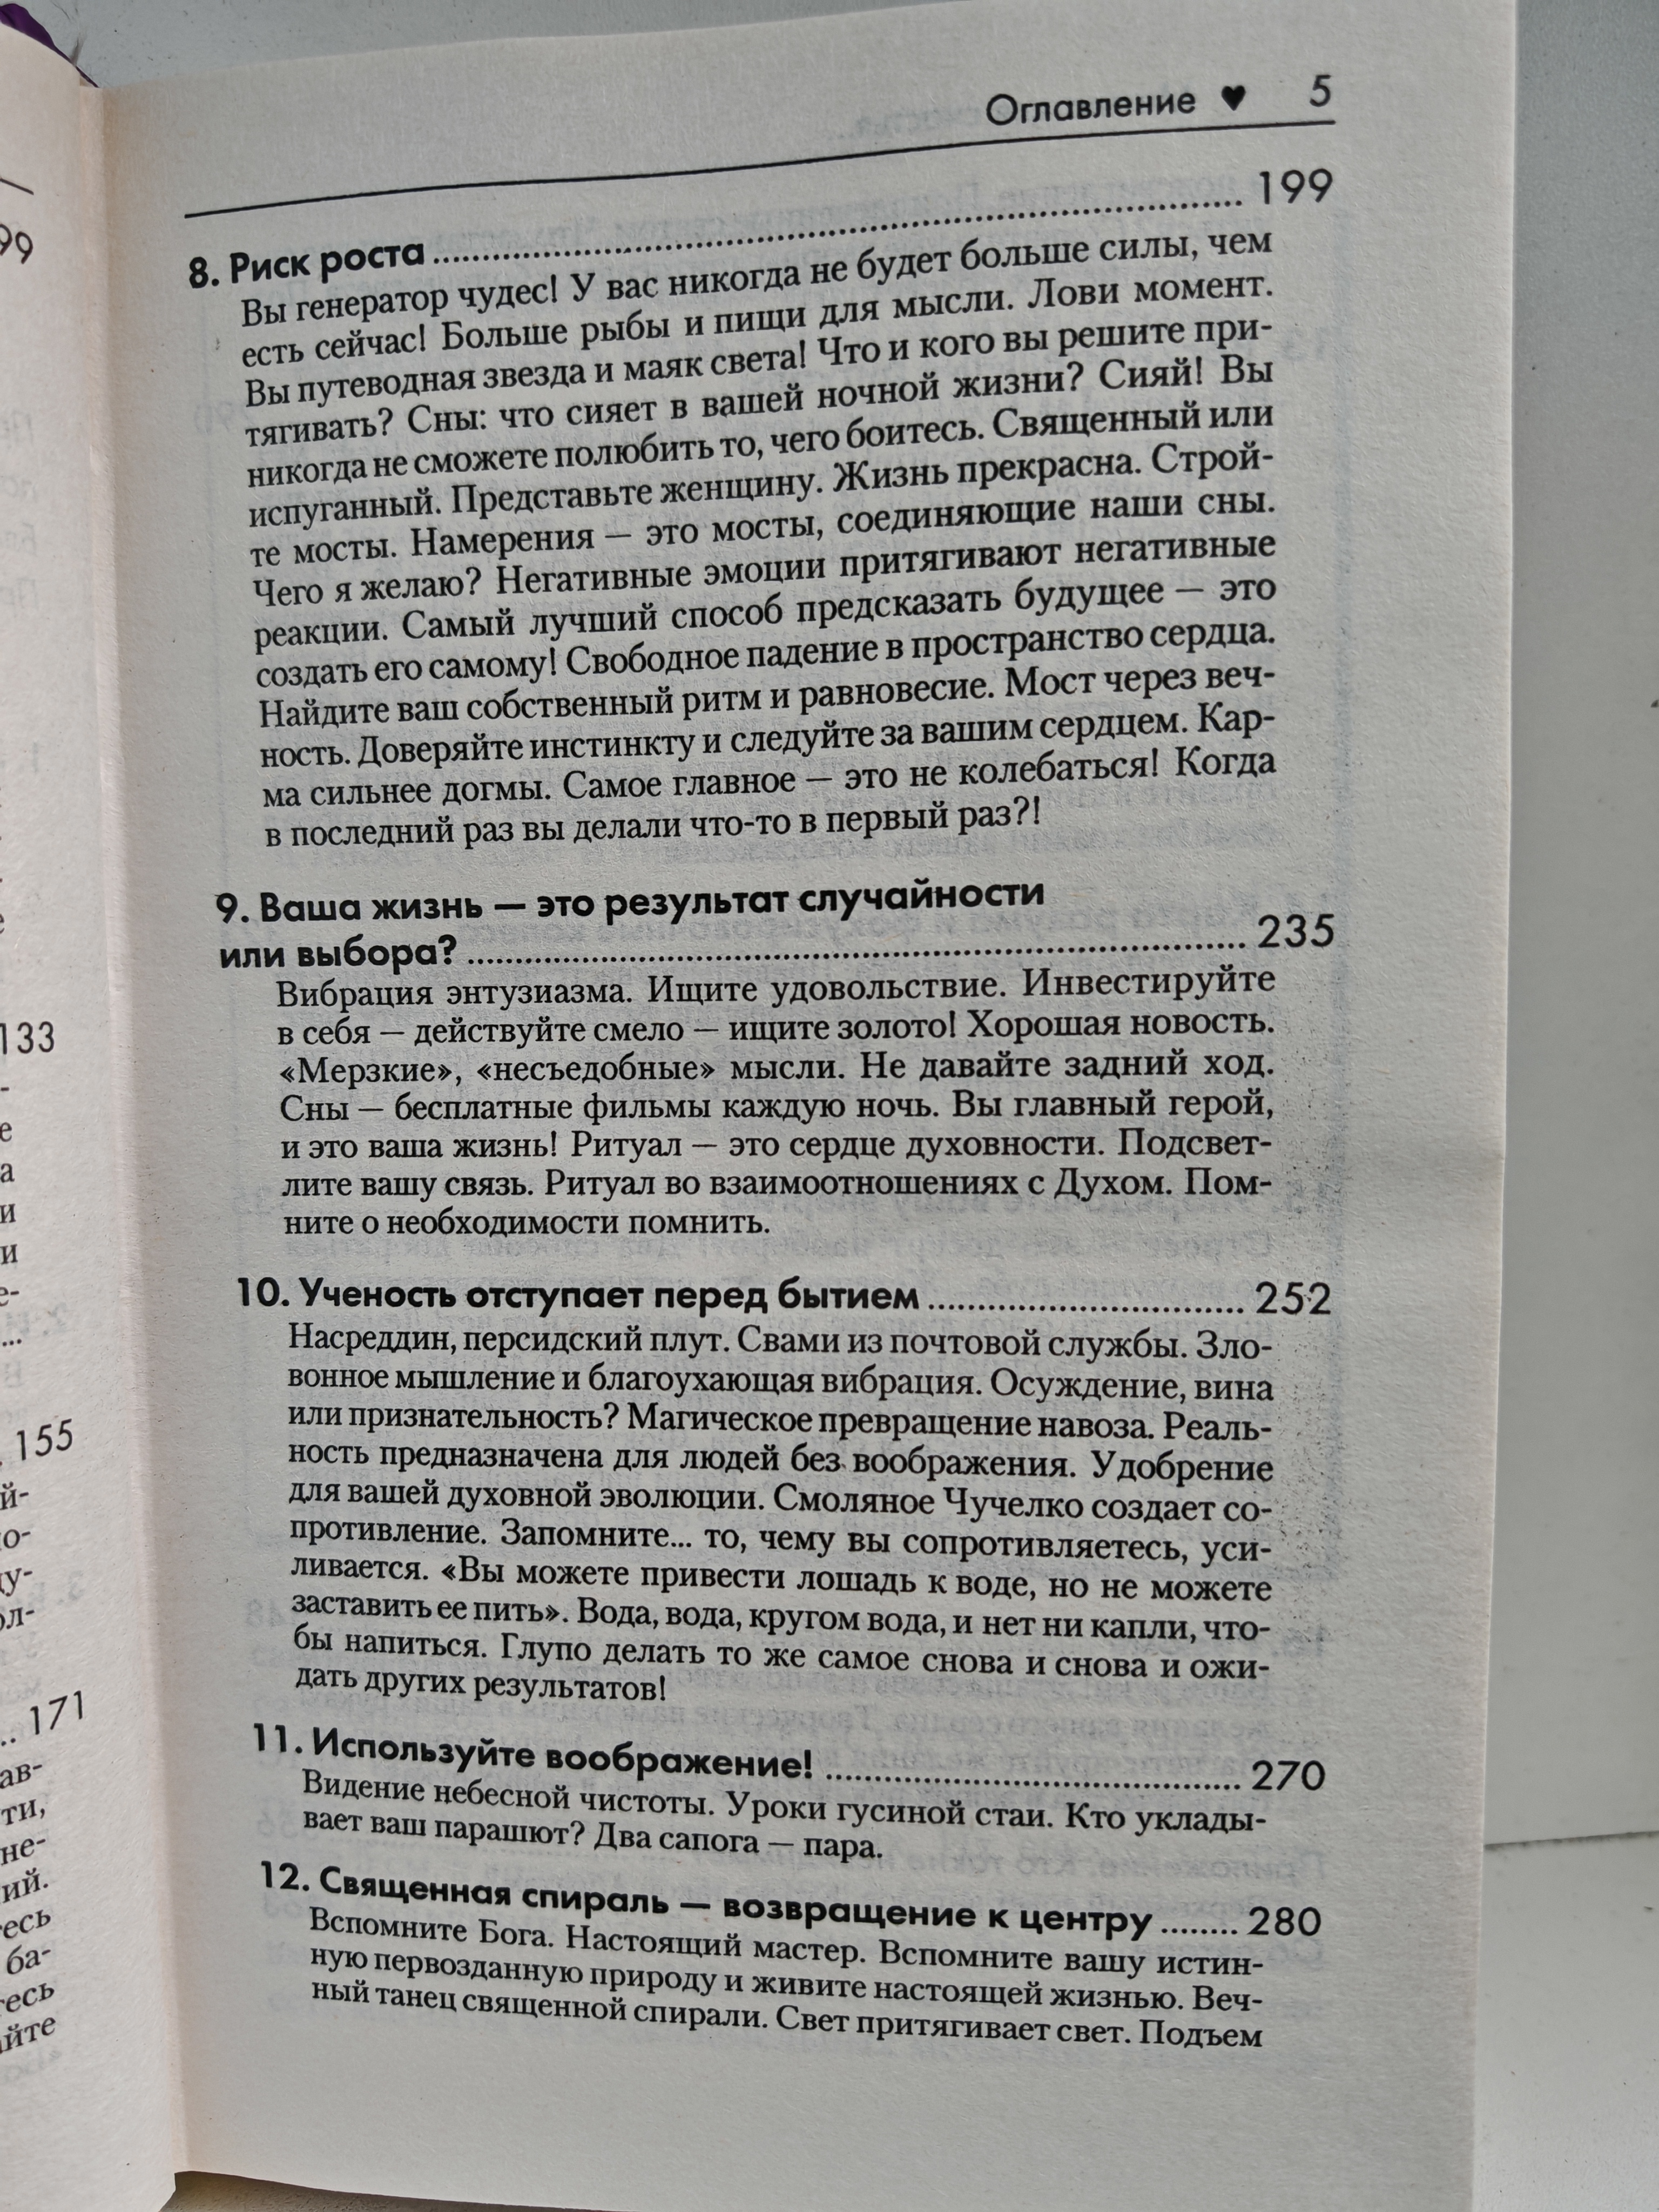 Оглавление ♥ 5
8. Риск роста 199
Вы генератор чудес! У вас никогда не будет больше силы, чем
есть сейчас! Больше рыбы и пищи для мысли. Лови момент.
Вы путеводная звезда и маяк света! Что и кого вы решите при-
тягивать? Сны: что сияет в вашей ночной жизни? Сияй! Вы
никогда не сможете полюбить то, чего боитесь. Священный или
испуганный. Представьте женщину. Жизнь прекрасна. Строй-
те мосты. Намерения — это мосты, соединяющие наши сны.
Чего я желаю? Негативные эмоции притягивают негативные
реакции. Самый лучший способ предсказать будущее — это
создать его самому! Свободное падение в пространство сердца.
Найдите ваш собственный ритм и равновесие. Мост через веч-
ность. Доверяйте инстинкту и следуйте за вашим сердцем. Кар-
ма сильнее догмы. Самое главное — это не колебаться! Когда
в последний раз вы делали что-то в первый раз?!
9. Ваша жизнь — это результат случайности
или выбора? 235
Вибрация энтузиазма. Ищите удовольствие. Инвестируйте
в себя — действуйте смело — ищите золото! Хорошая новость.
«Мерзкие», «несъедобные» мысли. Не давайте задний ход.
Сны — бесплатные фильмы каждую ночь. Вы главный герой,
и это ваша жизнь! Ритуал — это сердце духовности. Подсвет-
лите вашу связь. Ритуал во взаимоотношениях с Духом. Пом-
ните о необходимости помнить.
10. Ученость отступает перед бытием 252
Насреддин, персидский плут. Свами из почтовой службы. Зло-
вонное мышление и благоухающая вибрация. Осуждение, вина
или признательность? Магическое превращение навоза. Реаль-
ность предназначена для людей без воображения. Удобрение
для вашей духовной эволюции. Смоляное Чучелко создает со-
противление. Запомните... то, чему вы сопротивляетесь, уси-
ливается. «Вы можете привести лошадь к воде, но не можете
заставить ее пить». Вода, вода, кругом вода, и нет ни капли, что-
бы напиться. Глупо делать то же самое снова и снова и ожи-
дать других результатов!
11. Используйте воображение! 270
Видение небесной чистоты. Уроки гусиной стаи. Кто уклады-
вает ваш парашют? Два сапога — пара.
12. Священная спираль — возвращение к центру 280
Вспомните Бога. Настоящий мастер. Вспомните вашу истин-
ную первозданную природу и живите настоящей жизнью. Веч-
ный танец священной спирали. Свет притягивает свет. Подъем
133
155
171